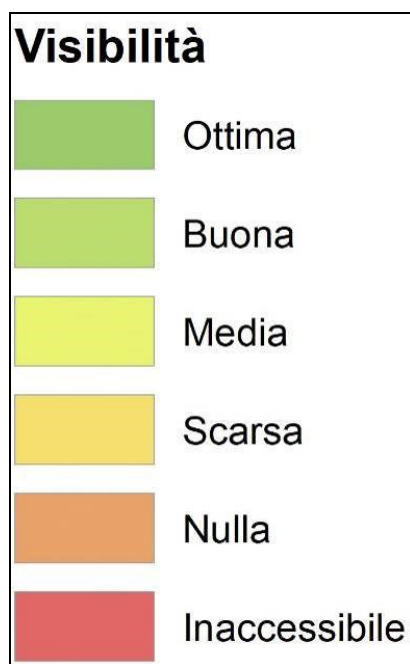 Visibilità
Ottima
Buona
Media
Scarsa
Nulla
Inaccessibile